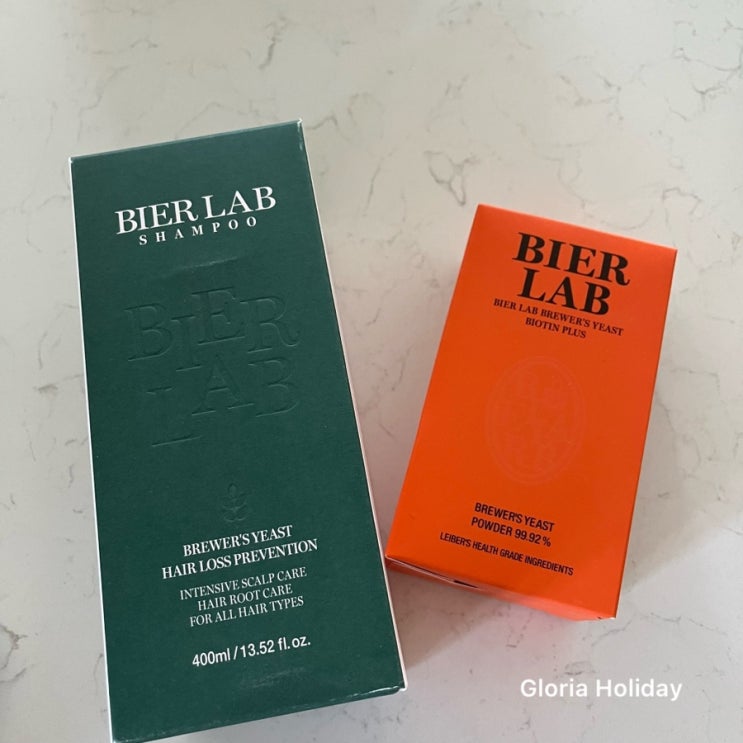 BIER LAB
SHAMPOO
BIER
LAB
BREWER'S YEAST
HAIR LOSS PREVENTION
INTENSIVE SCALP CARE
HAIR ROOT CARE
FOR ALL HAIR TYPES
400ml / 13.52 fl. oz.
BIER
LAB
BIER LAB BREWER'S YEAST
BIOTIN PLUS
BREWER'S YEAST
POWDER 99.92 %
LEIBER'S HEALTH GRADE INGREDIENTS
Gloria Holiday